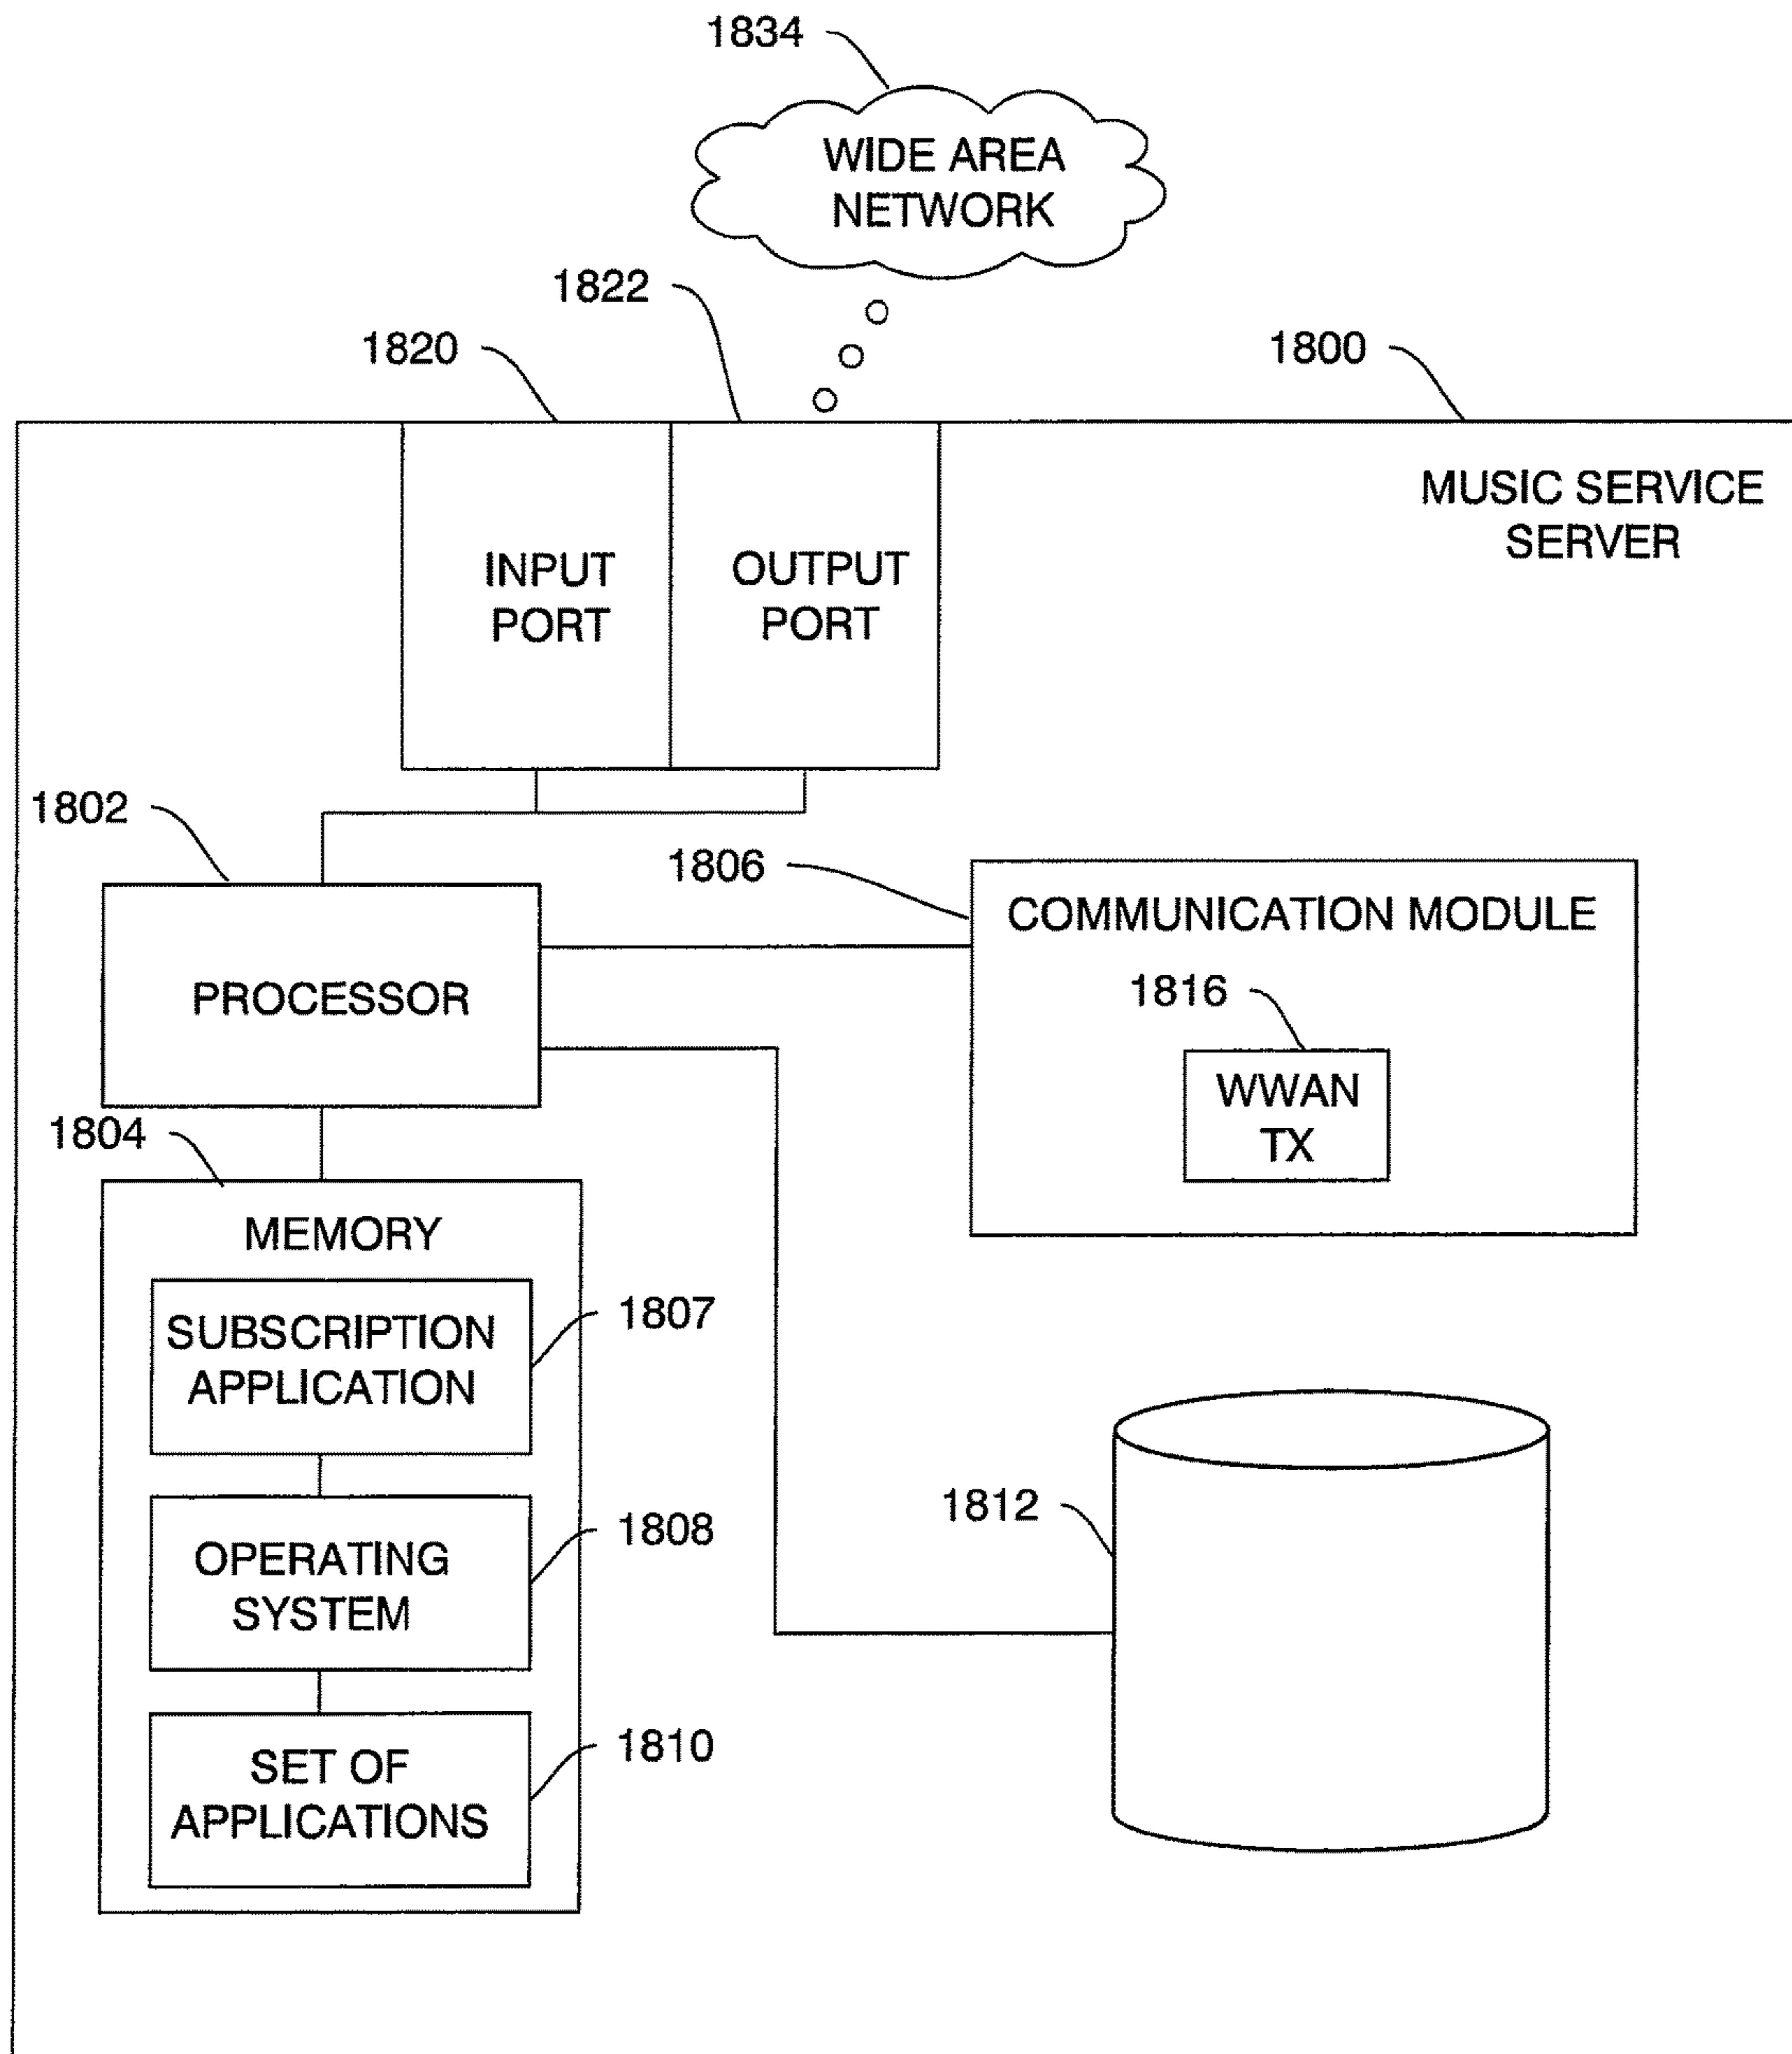 1834
WIDE AREA
NETWORK
1822
1820
1800
MUSIC SERVICE
SERVER
INPUT
PORT
OUTPUT
PORT
1802
1806
COMMUNICATION MODULE
PROCESSOR
1816
WWAN
TX
1804
MEMORY
SUBSCRIPTION
APPLICATION
1807
1812
OPERATING
SYSTEM
1808
SET OF
APPLICATIONS
1810